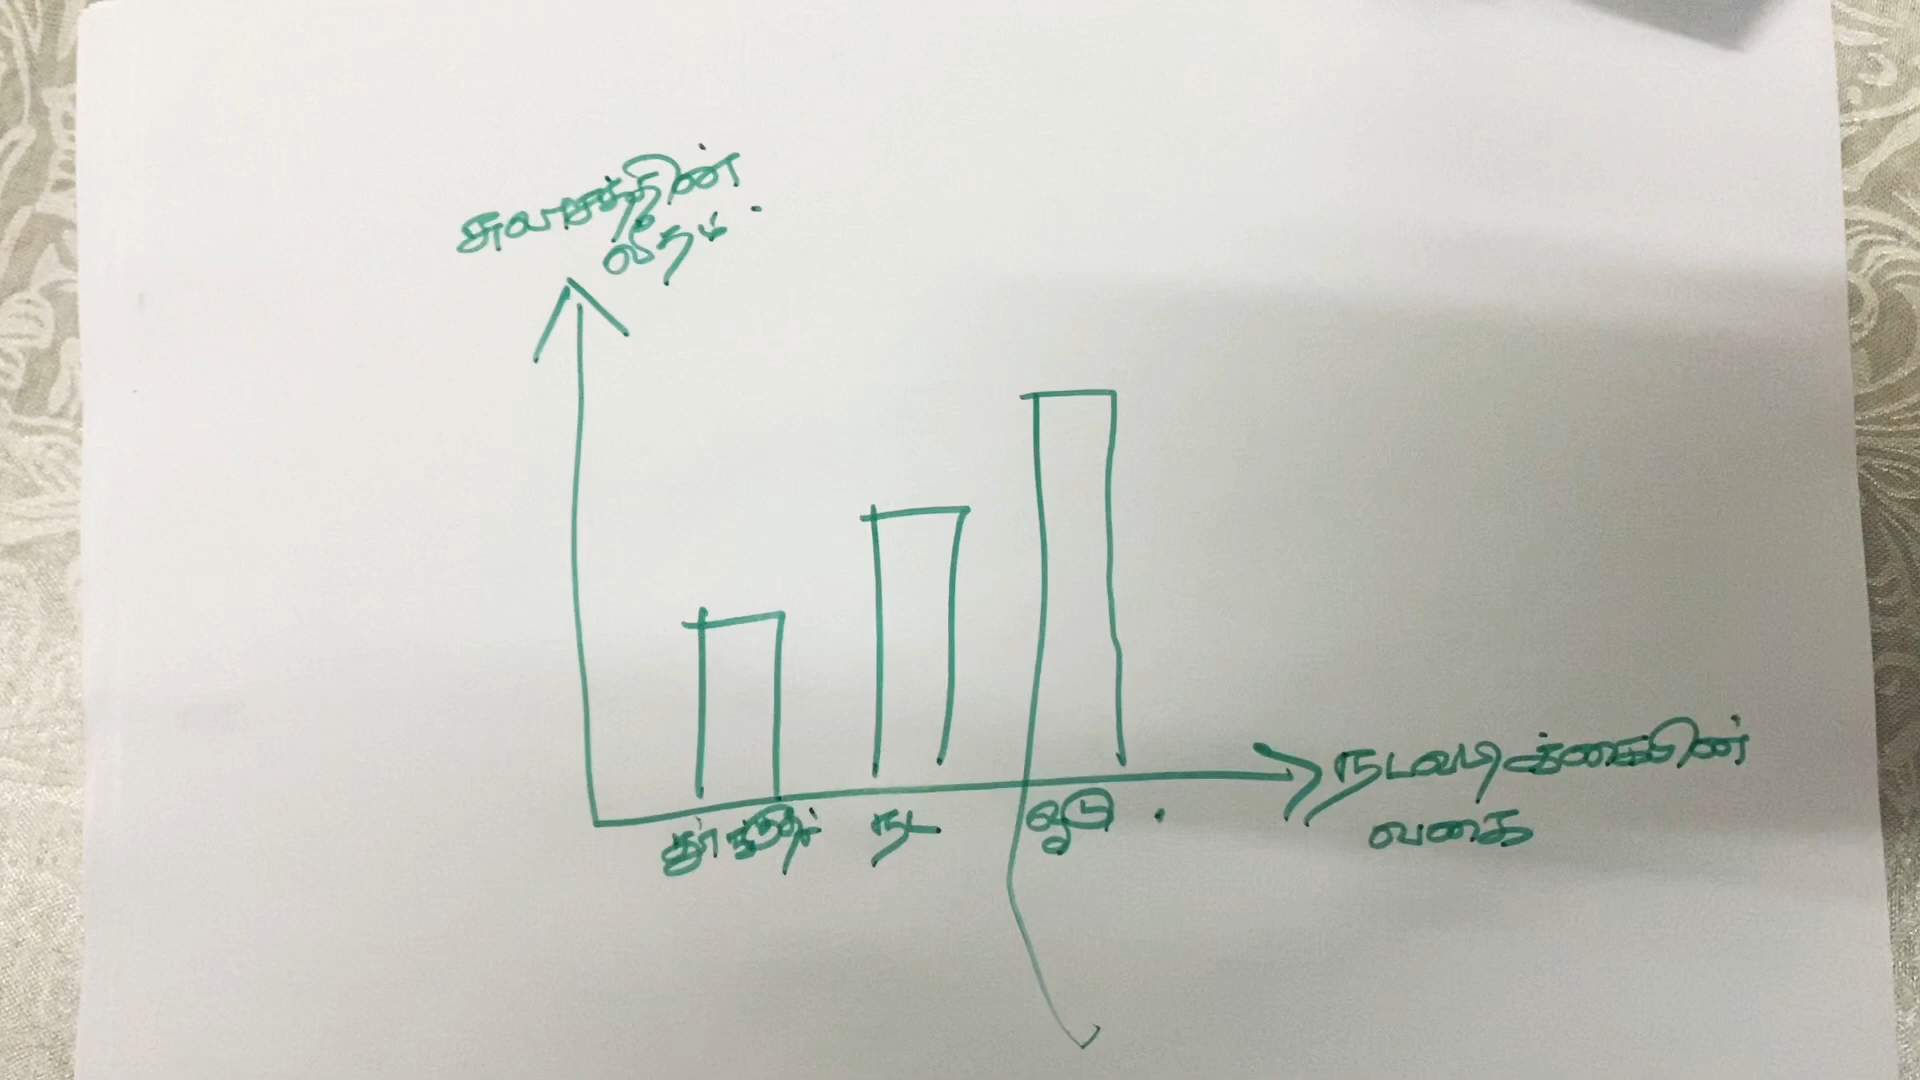 சுவாசத்தின்
வீதம்.
நட
ஓடு.
நடவடிக்கையின்
வகை